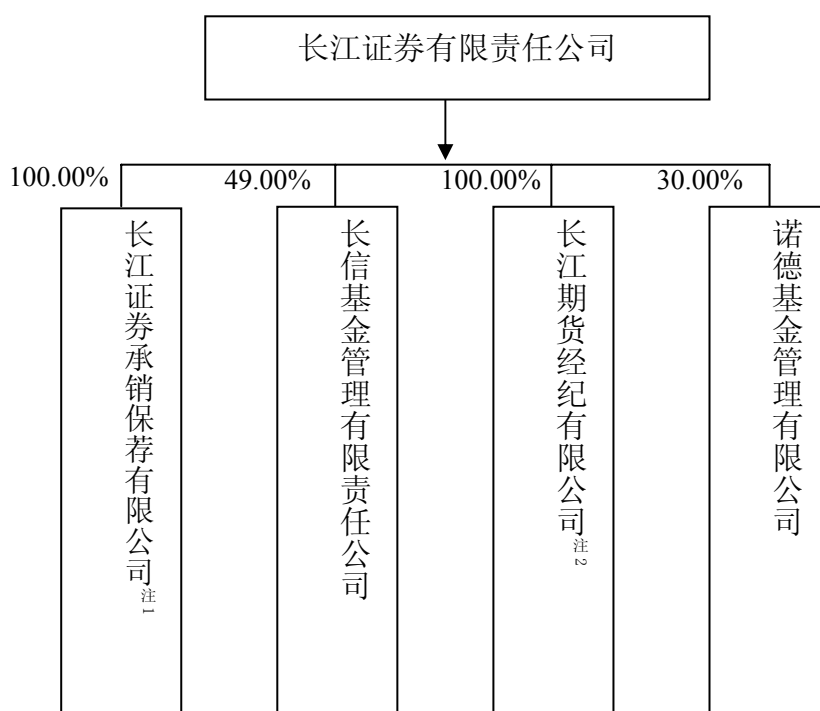 长江证券有限责任公司
100.00%
49.00%
100.00%
30.00%
长江证券承销保荐有限公司注1
长信基金管理有限责任公司
长江期货经纪有限公司注2
诺德基金管理有限公司